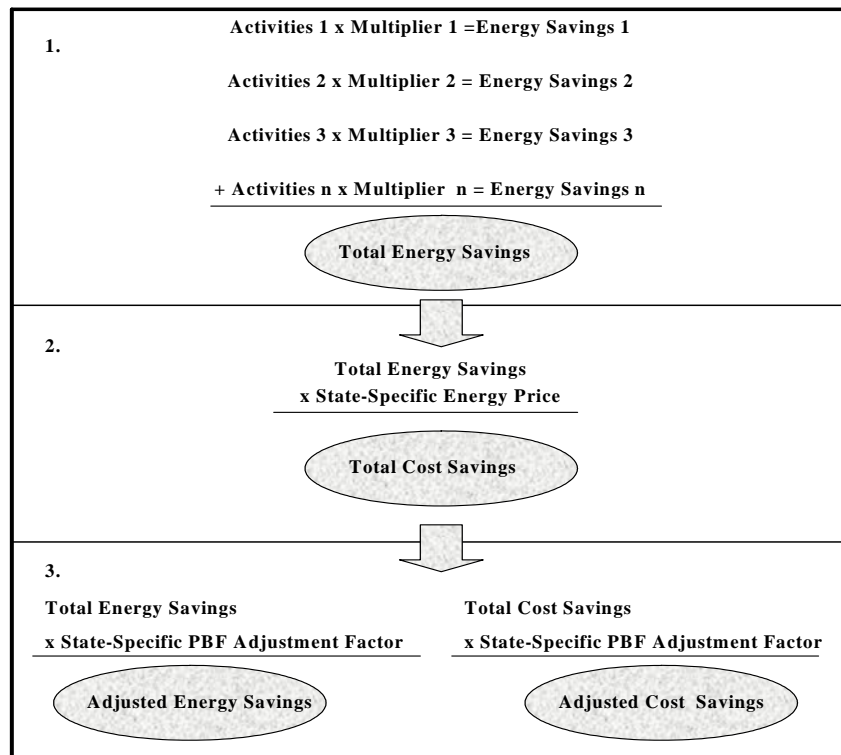 1.
Activities 1 x Multiplier 1 =Energy Savings 1
Activities 2 x Multiplier 2 = Energy Savings 2
Activities 3 x Multiplier 3 = Energy Savings 3
+ Activities n x Multiplier n = Energy Savings n
Total Energy Savings
2.
Total Energy Savings
x State-Specific Energy Price
Total Cost Savings
3.
Total Energy Savings
x State-Specific PBF Adjustment Factor
Adjusted Energy Savings
Total Cost Savings
x State-Specific PBF Adjustment Factor
Adjusted Cost Savings